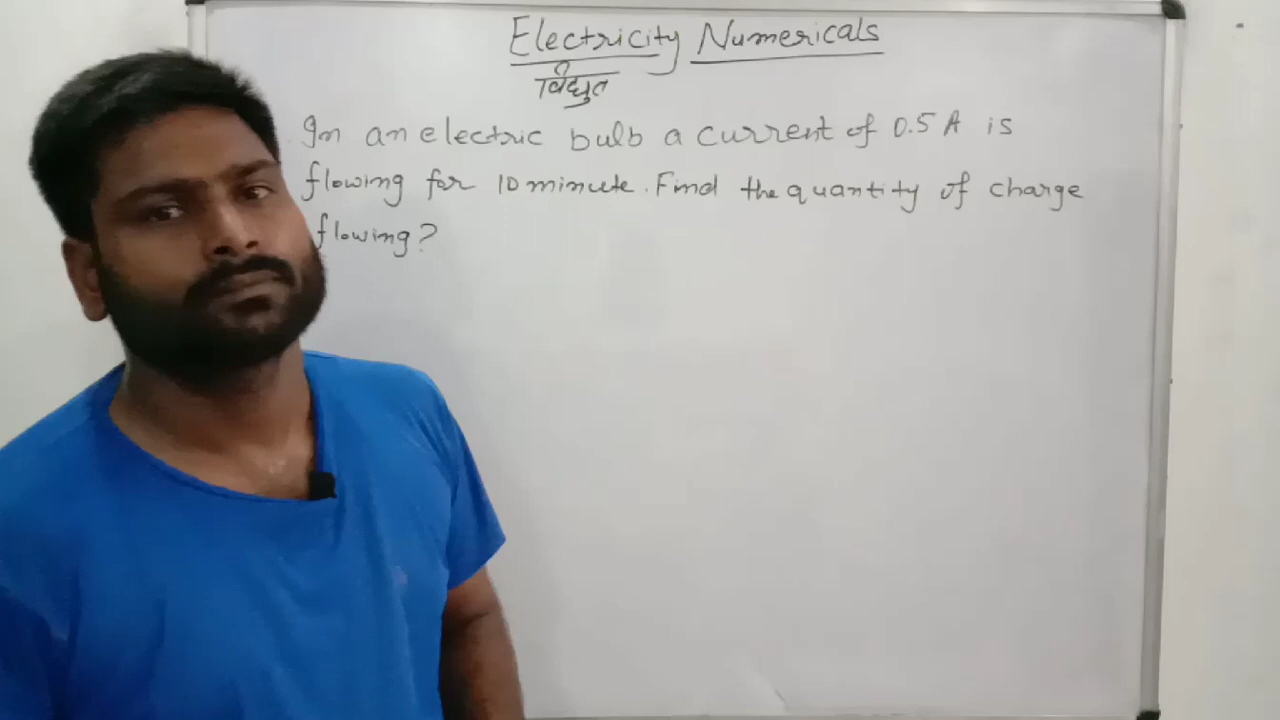 Electricity Numericals
विद्युत
In an electric bulb a current of 0.5 A is
flowing for 10 minute. Find the quantity of charge
flowing?